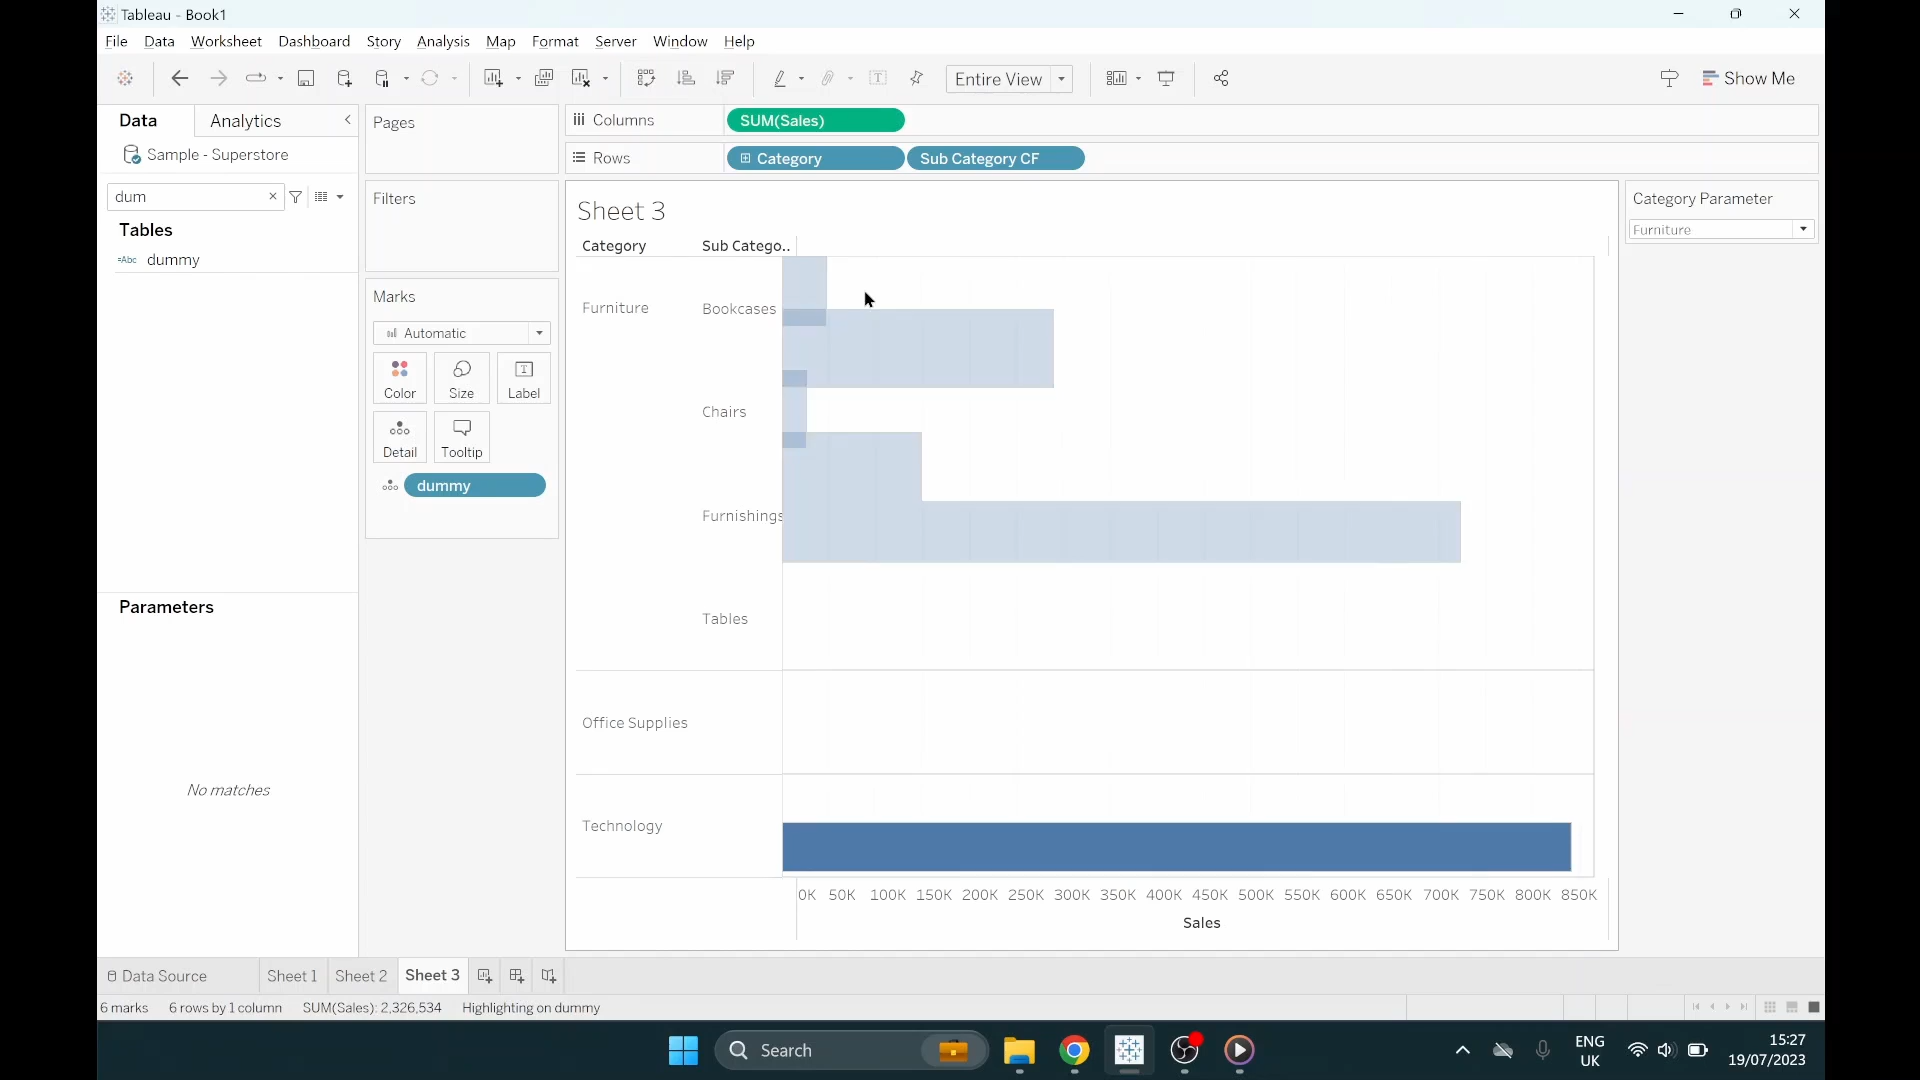 Tableau - Book1
File Data Worksheet Dashboard Story Analysis Map Format Server Window Help
Entire View
Show Me
Data
Analytics
Sample - Superstore
dum
Tables
Abc dummy
Parameters
No matches
Pages
Filters
Marks
Automatic
Color
Size
Label
Detail
Tooltip
dummy
Columns
SUM(Sales)
Rows
Category
Sub Category CF
Sheet 3
Category
Sub Catego..
Furniture
Bookcases
Chairs
Furnishings
Tables
Office Supplies
Technology
0K 50K 100K 150K 200K 250K 300K 350K 400K 450K 500K 550K 600K 650K 700K 750K 800K 850K
Sales
Category Parameter
Furniture
Data Source
Sheet 1
Sheet 2
Sheet 3
6 marks 6 rows by 1 column SUM(Sales): 2,326,534 Highlighting on dummy
Search
ENG
UK
15:27
19/07/2023